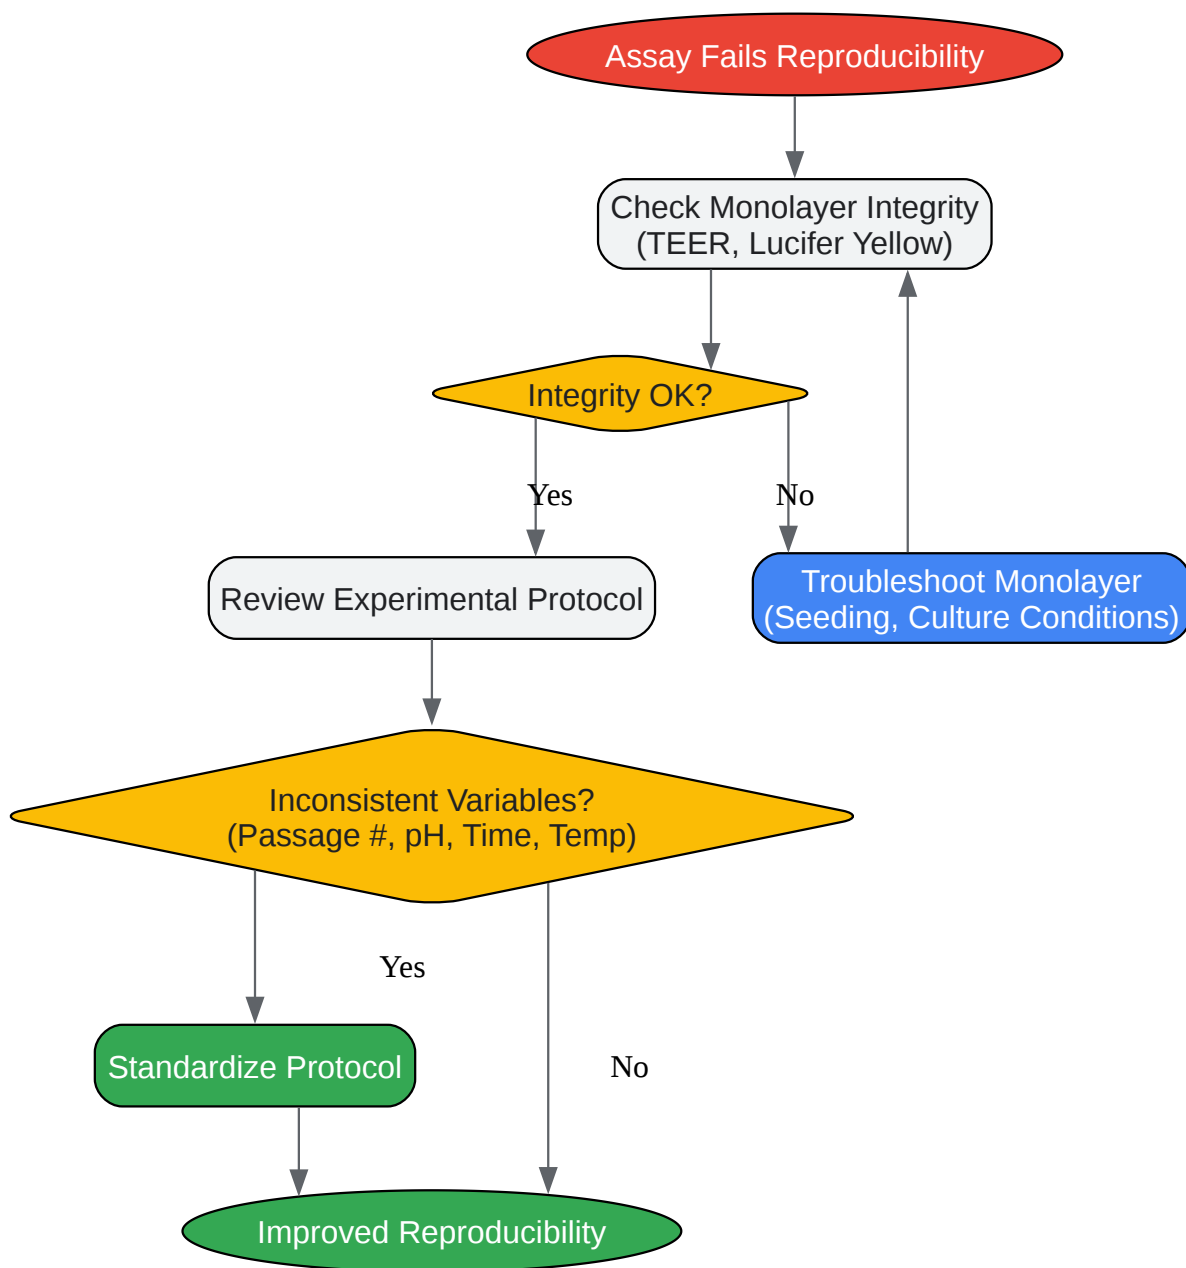 Assay Fails Reproducibility
Check Monolayer Integrity
(TEER, Lucifer Yellow)
Integrity OK?
Yes
No
Review Experimental Protocol
Troubleshoot Monolayer
(Seeding, Culture Conditions)
Inconsistent Variables?
(Passage #, pH, Time, Temp)
Yes
Standardize Protocol
No
Improved Reproducibility